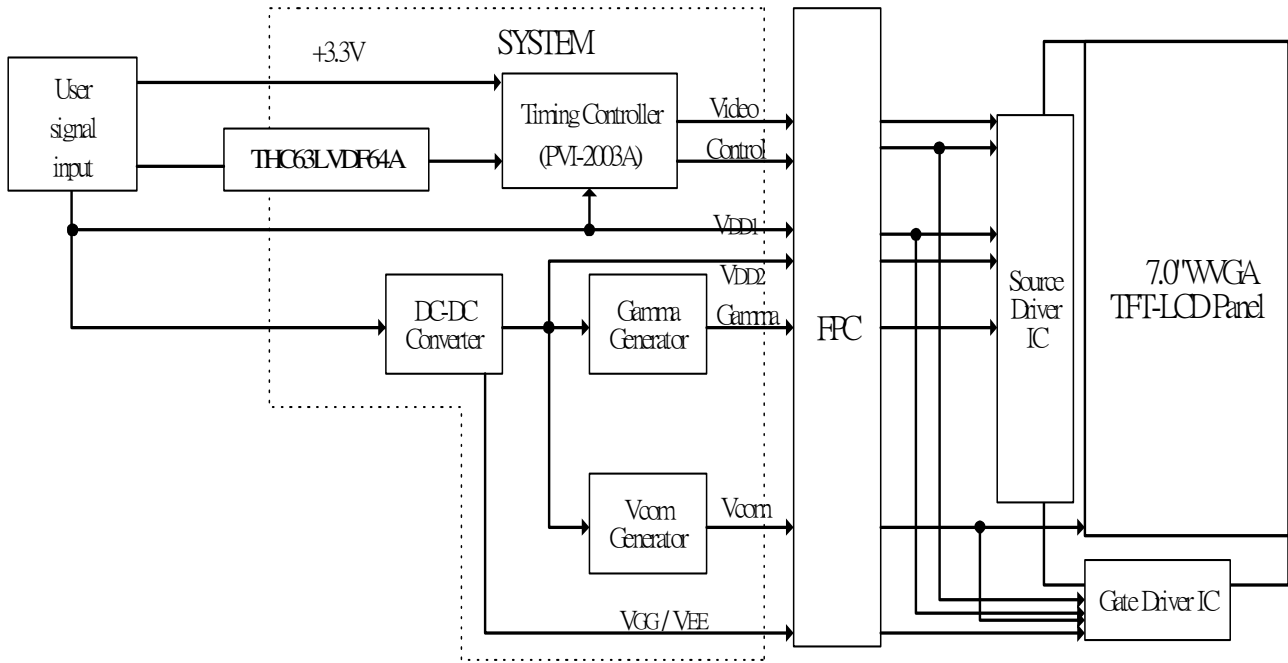 SYSTEM
+3.3V
User
signal
input
Timing Controller
(PVI-2003A)
THC63LVDF64A
Video
Control
VDD1
VDD2
DC-DC
Converter
Gamma
Generator
Gamma
FPC
Source
Driver
IC
7.0"WVGA
TFT-LCD Panel
Vcom
Generator
Vcom
Gate Driver IC
VGG / VEE